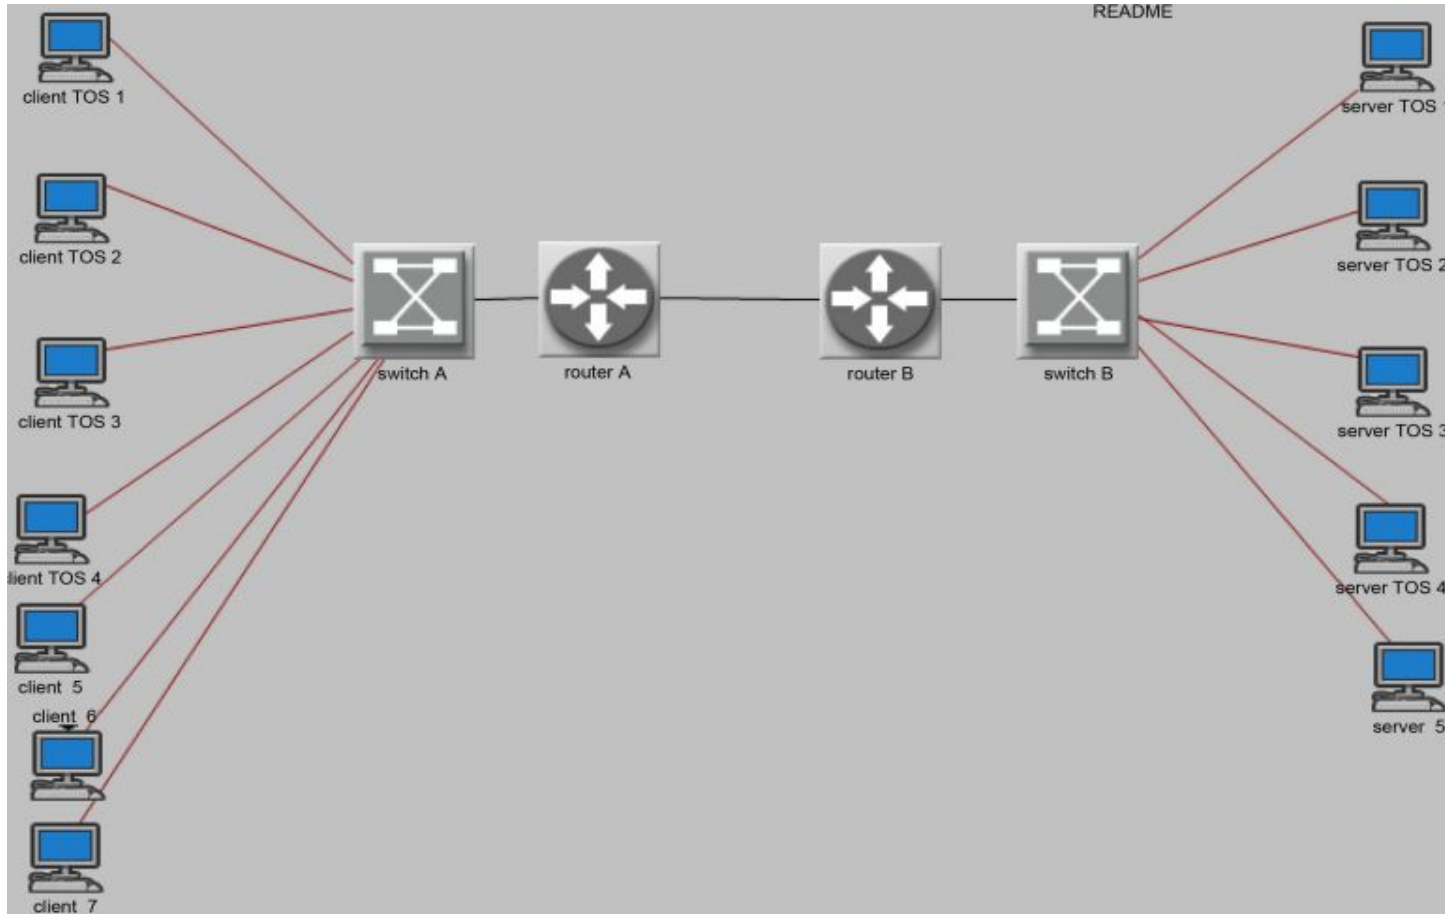 README
client TOS 1
server TOS 1
client TOS 2
server TOS 2
switch A
router A
router B
switch B
client TOS 3
server TOS 3
lient TOS 4
server TOS 4
client 5
client 6
server 5
client 7